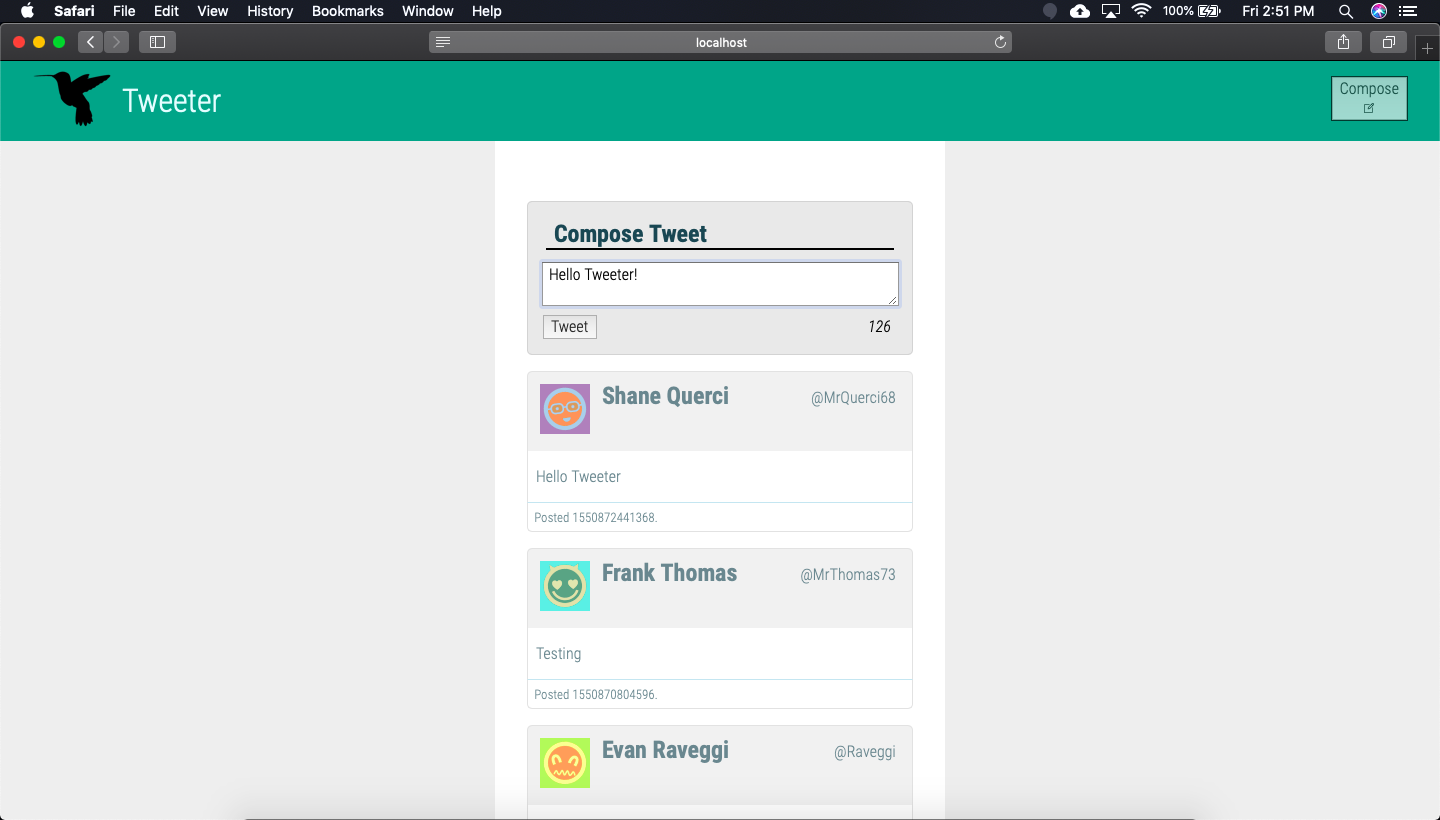 Safari File Edit View History Bookmarks Window Help 100% Fri 2:51 PM
localhost
Tweeter
Compose
Compose Tweet
Hello Tweeter!
Tweet 126
Shane Querci @MrQuerci68
Hello Tweeter
Posted 1550872441368.
Frank Thomas @MrThomas73
Testing
Posted 1550870804596.
Evan Raveggi @Raveggi